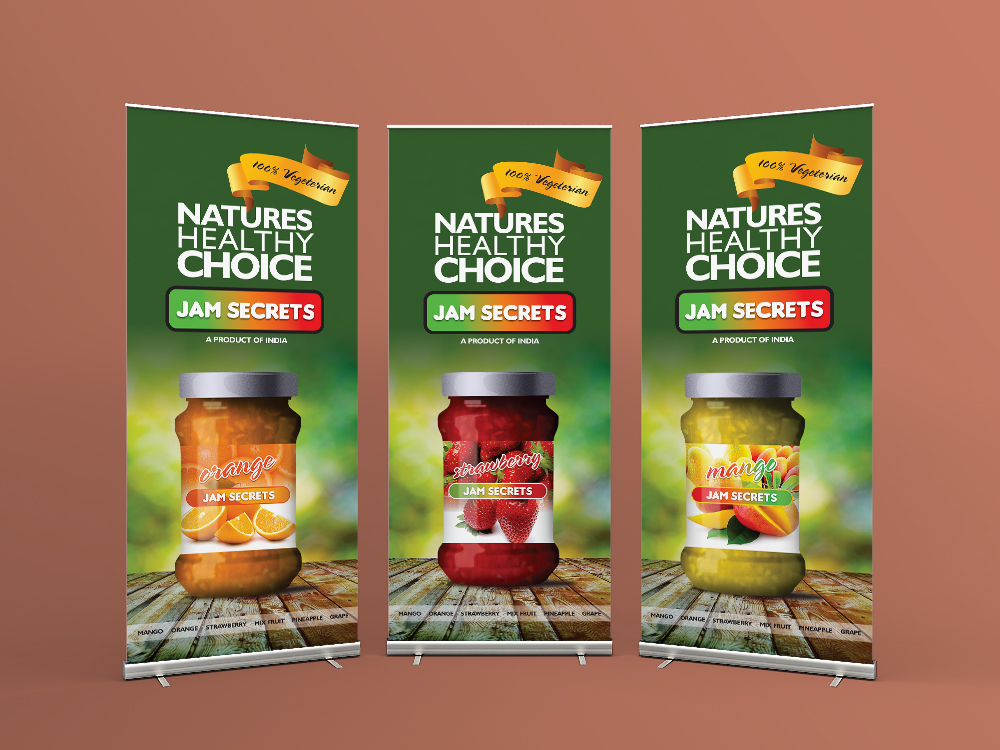 100% Vegeterian
NATURES
HEALTHY
CHOICE
JAM SECRETS
A PRODUCT OF INDIA
orange
JAM SECRETS
MANGO ORANGE STRAWBERRY MIX FRUIT PINEAPPLE GRAPE
100% Vegeterian
NATURES
HEALTHY
CHOICE
JAM SECRETS
A PRODUCT OF INDIA
strawberry
JAM SECRETS
MANGO ORANGE STRAWBERRY MIX FRUIT PINEAPPLE GRAPE
100% Vegeterian
NATURES
HEALTHY
CHOICE
JAM SECRETS
A PRODUCT OF INDIA
mango
JAM SECRETS
MANGO ORANGE STRAWBERRY MIX FRUIT PINEAPPLE GRAPE